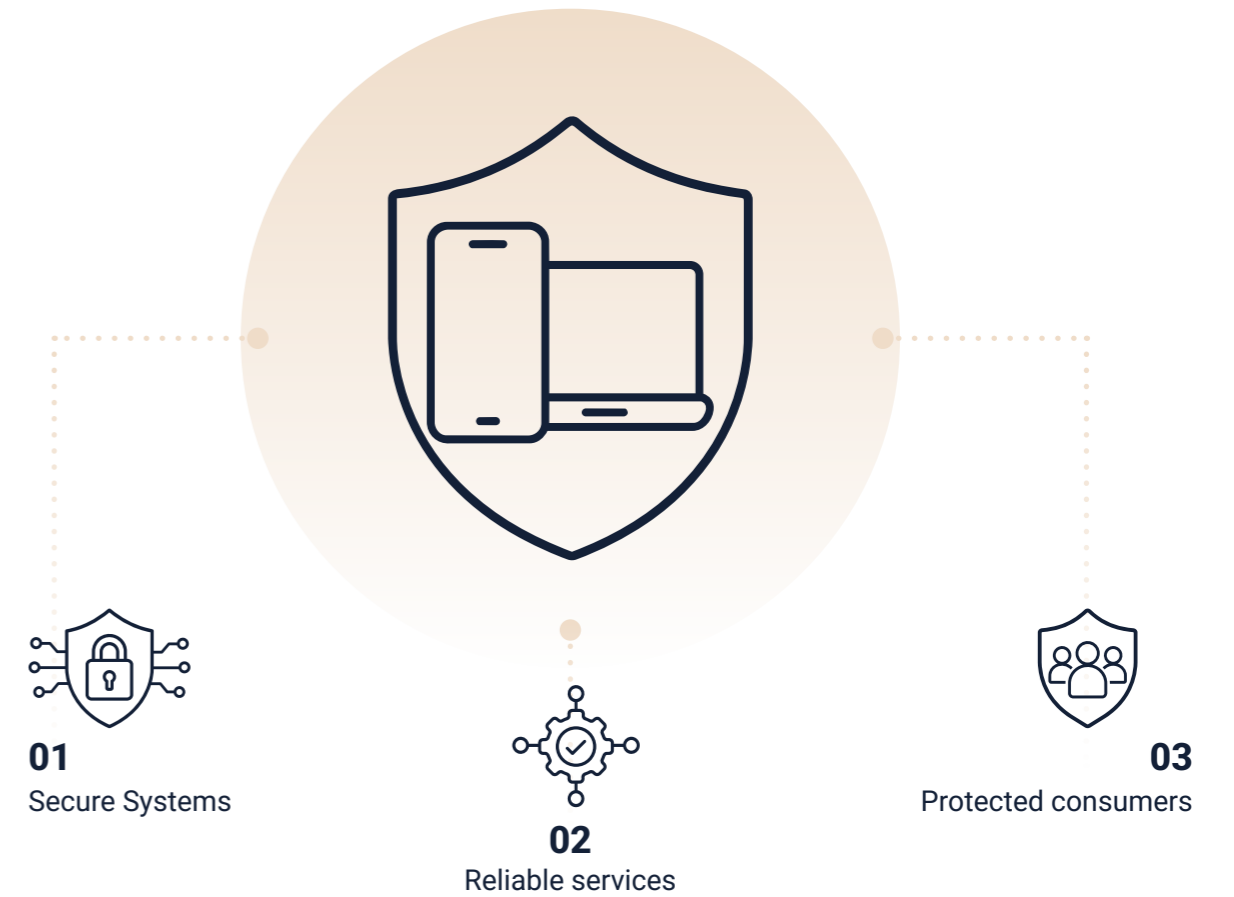 01
Secure Systems
02
Reliable services
03
Protected consumers